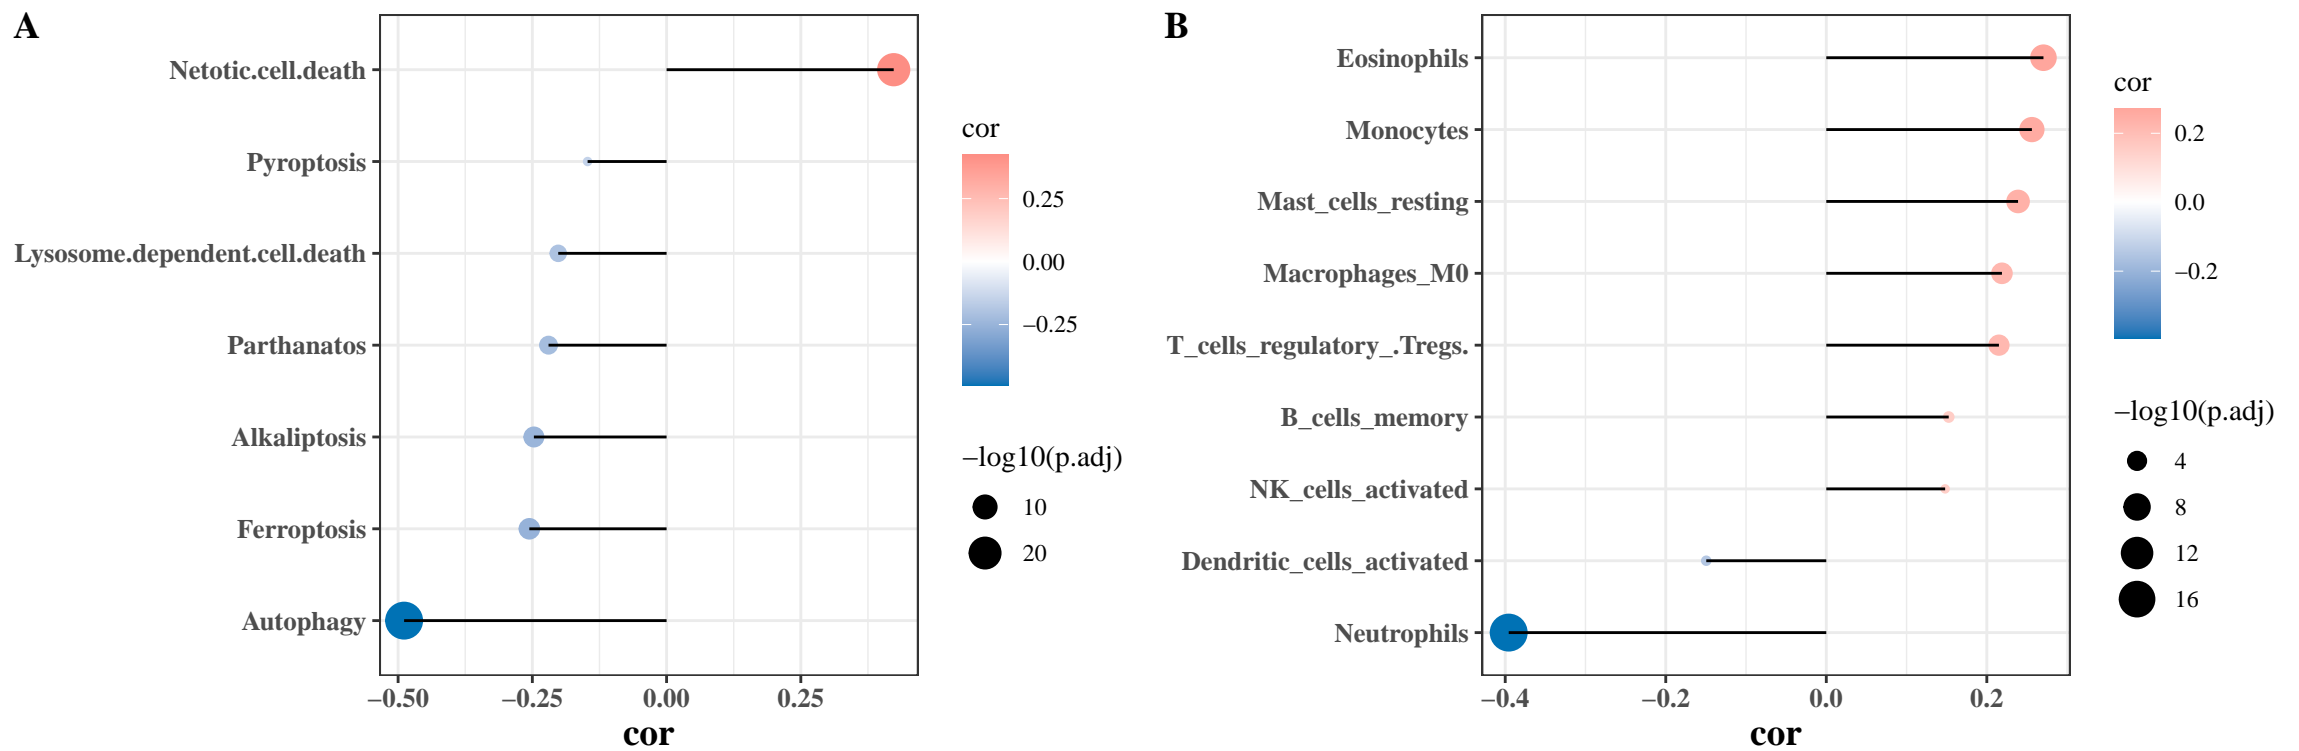 A
Netotic.cell.death
Pyroptosis
Lysosome.dependent.cell.death
Parthanatos
Alkaliptosis
Ferroptosis
Autophagy
−0.50
−0.25
0.00
0.25
cor
cor
0.25
0.00
−0.25
−log10(p.adj)
10
20
B
Eosinophils
Monocytes
Mast_cells_resting
Macrophages_M0
T_cells_regulatory_.Tregs.
B_cells_memory
NK_cells_activated
Dendritic_cells_activated
Neutrophils
−0.4
−0.2
0.0
0.2
cor
cor
0.2
0.0
−0.2
−log10(p.adj)
4
8
12
16